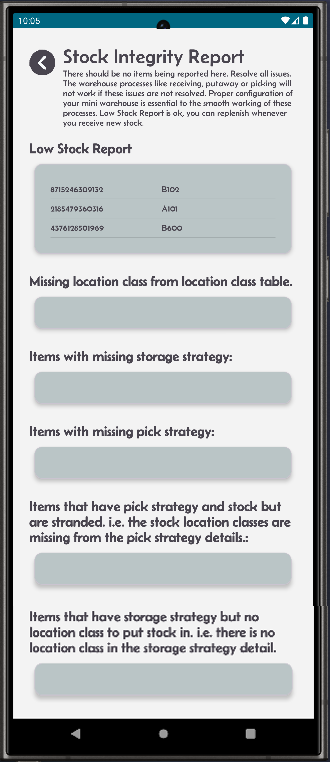 10:05
Stock Integrity Report
There should be no items being reported here. Resolve all issues.
The warehouse processes like receiving, putaway or picking will
not work if these issues are not resolved. Proper configuration of
your mini warehouse is essential to the smooth working of these
processes. Low Stock Report is ok, you can replenish whenever
you receive new stock.
Low Stock Report
8715246309132 B102
2185479360316 A101
4376128501969 B600
Missing location class from location class table.
Items with missing storage strategy:
Items with missing pick strategy:
Items that have pick strategy and stock but
are stranded. i.e. the stock location classes are
missing from the pick strategy details.:
Items that have storage strategy but no
location class to put stock in. i.e. there is no
location class in the storage strategy detail.